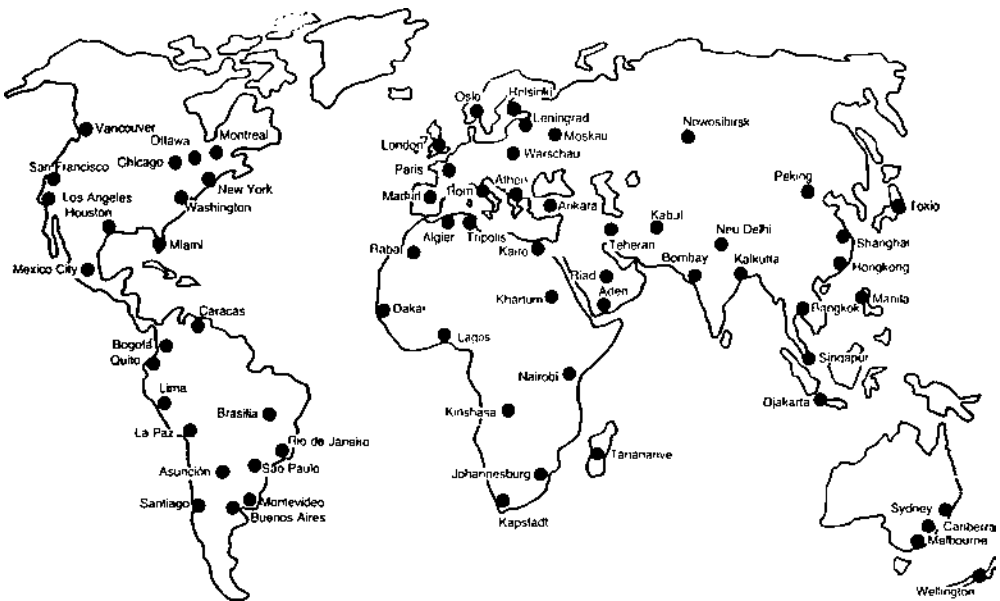 Oslo
Helsinki
Leningrad
Vancouver
Montreal
Moskau
Nowosibirsk
Ottawa
London
Chicago
Warschau
San Francisco
Paris
Athen
Peking
New York
Rom
Los Angeles
Madrid
Washington
Ankara
Tokio
Houston
Kabul
Algier
Tripolis
Neu Delhi
Miami
Rabat
Kairo
Teheran
Shanghai
Mexico City
Riad
Bombay
Kalkutta
Hongkong
Khartum
Aden
Manila
Caracas
Dakar
Bangkok
Lagos
Bogota
Quito
Singapur
Nairobi
Lima
Djakarta
Brasilia
Kinshasa
La Paz
Rio de Janeiro
Tananarive
Asunción
São Paulo
Johannesburg
Santiago
Montevideo
Buenos Aires
Kapstadt
Sydney
Canberra
Melbourne
Wellington